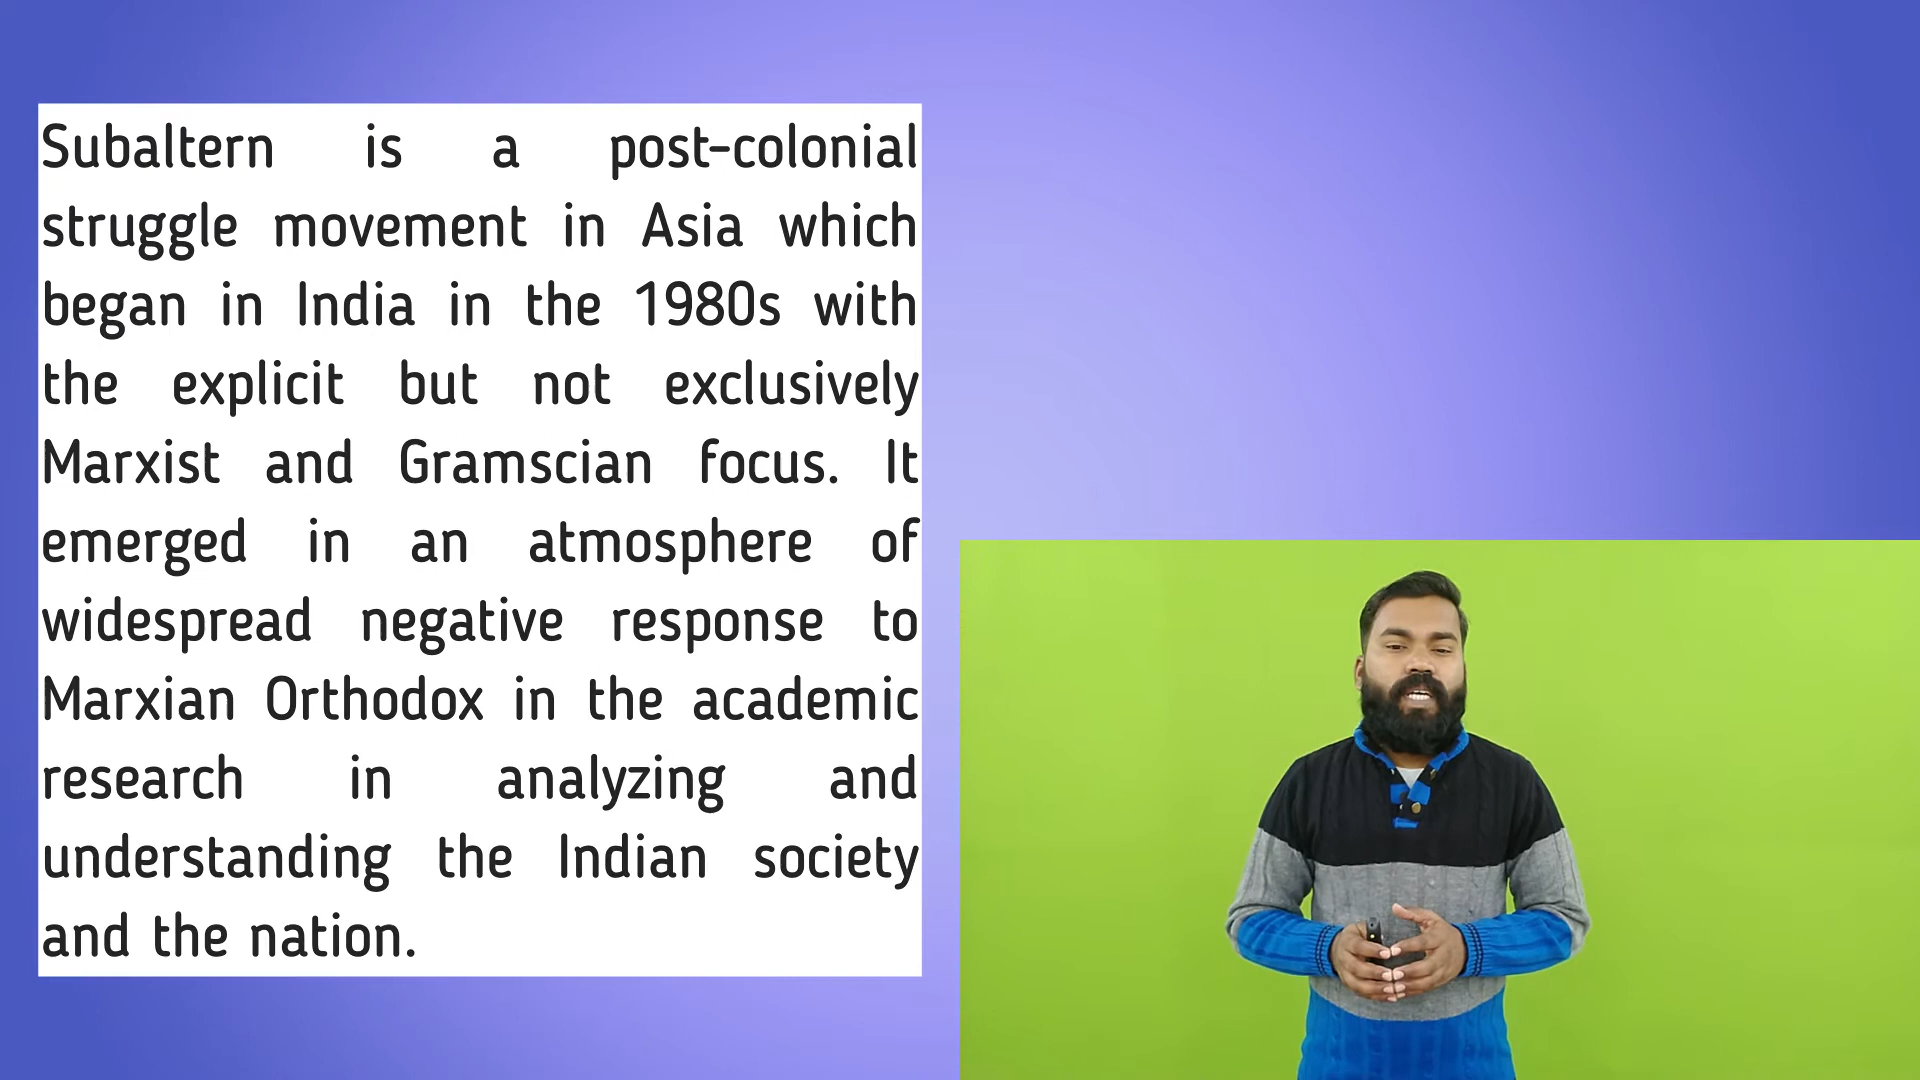 Subaltern is a post-colonial
struggle movement in Asia which
began in India in the 1980s with
the explicit but not exclusively
Marxist and Gramscian focus. It
emerged in an atmosphere of
widespread negative response to
Marxian Orthodox in the academic
research in analyzing and
understanding the Indian society
and the nation.